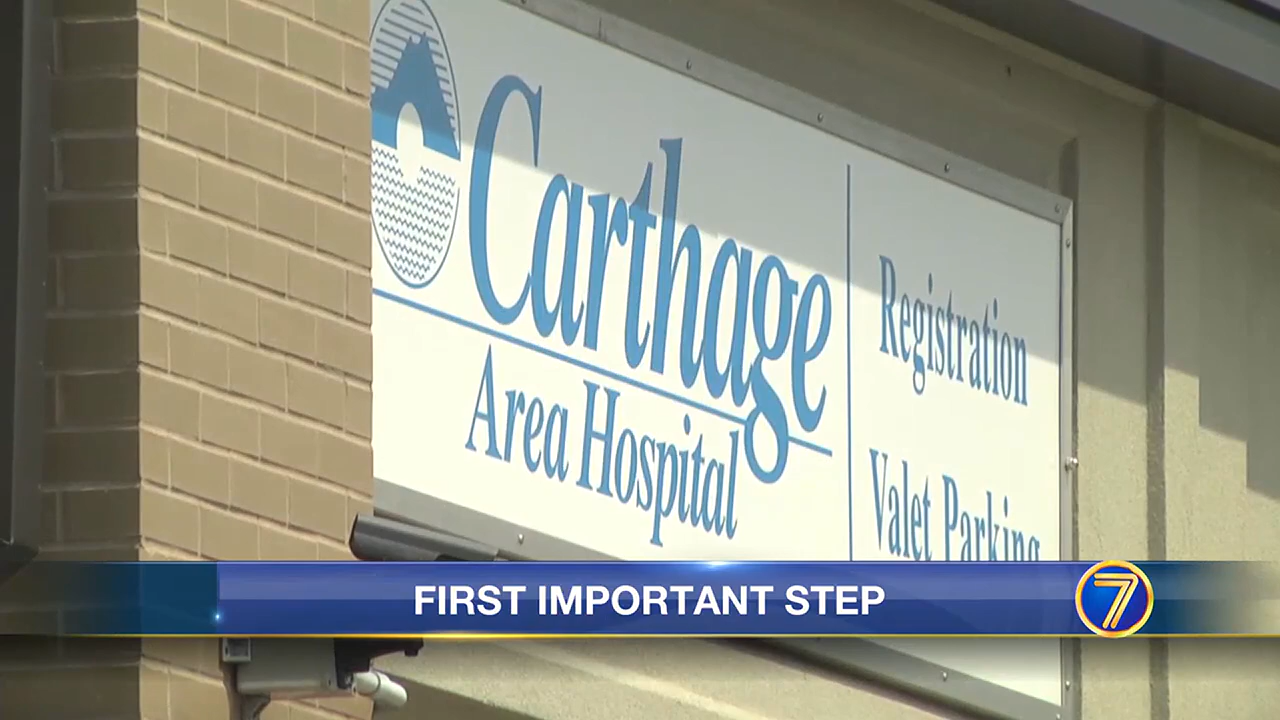 Carthage
Area Hospital
Registration
Valet Parking
FIRST IMPORTANT STEP
7